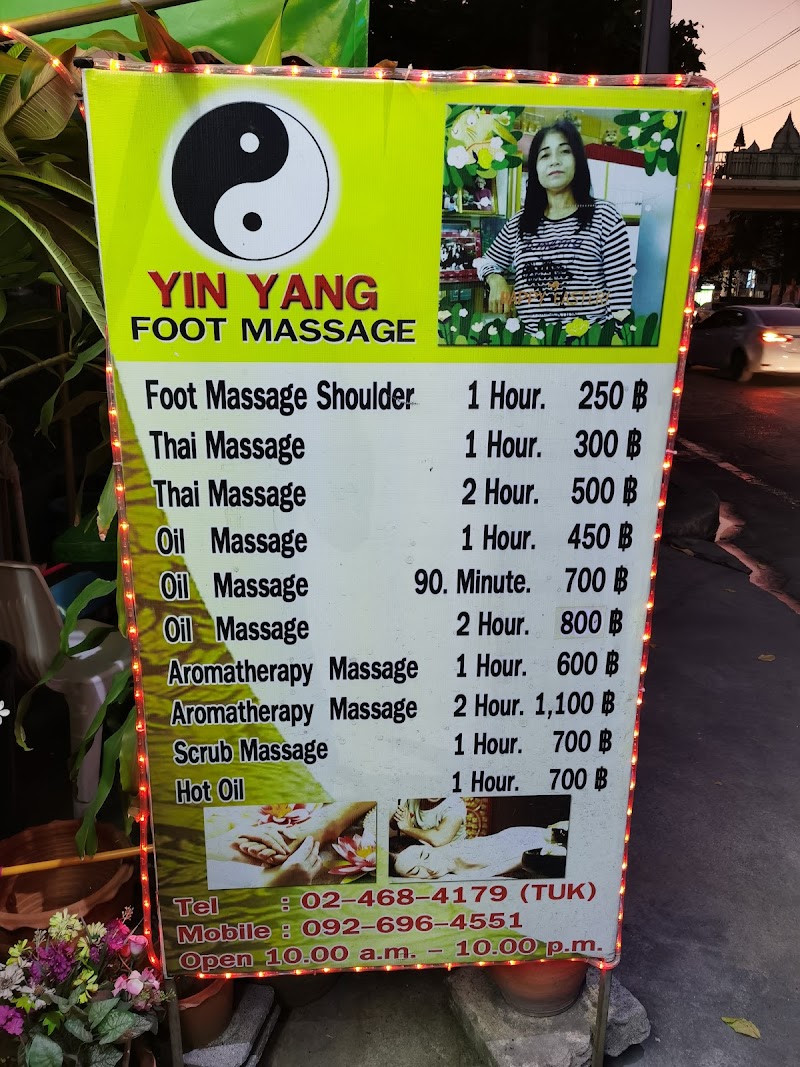 YIN YANG
FOOT MASSAGE
Foot Massage Shoulder 1 Hour. 250 ฿
Thai Massage 1 Hour. 300 ฿
Thai Massage 2 Hour. 500 ฿
Oil Massage 1 Hour. 450 ฿
Oil Massage 90. Minute. 700 ฿
Oil Massage 2 Hour. 800 ฿
Aromatherapy Massage 1 Hour. 600 ฿
Aromatherapy Massage 2 Hour. 1,100 ฿
Scrub Massage 1 Hour. 700 ฿
Hot Oil 1 Hour. 700 ฿
Tel : 02-468-4179 (TUK)
Mobile : 092-696-4551
Open 10.00 a.m. - 10.00 p.m.